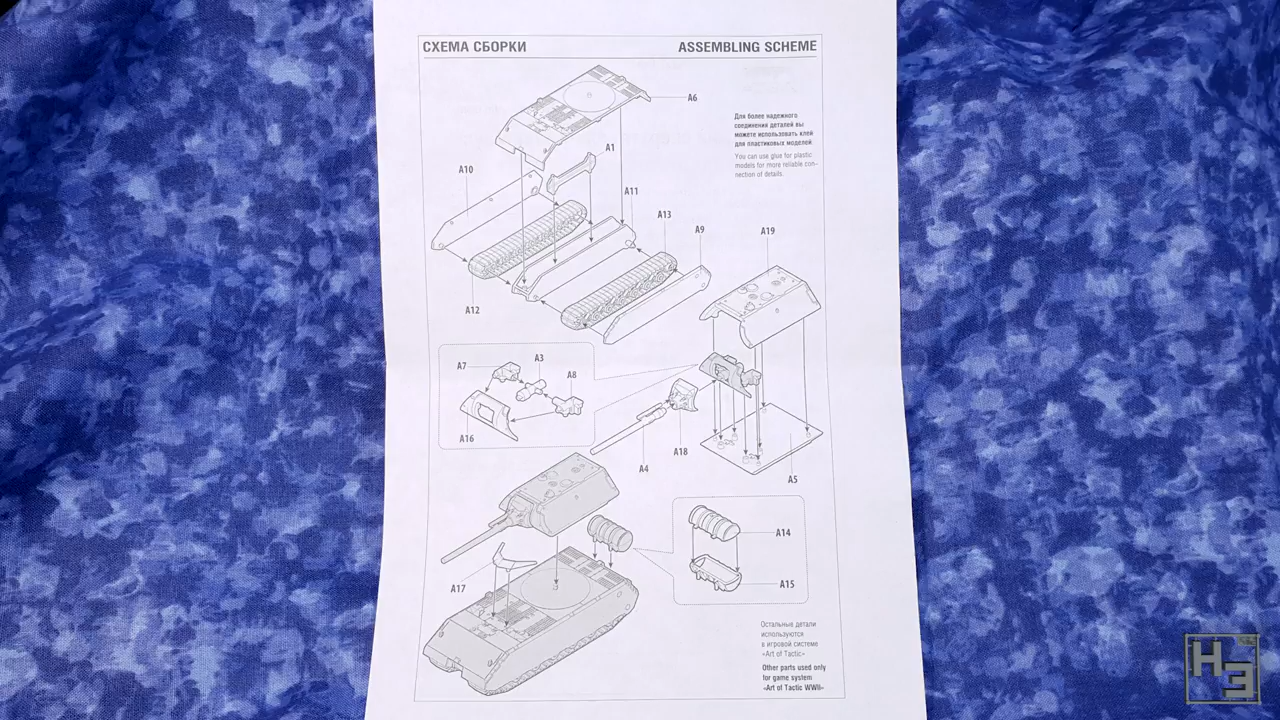 СХЕМА СБОРКИ
ASSEMBLING SCHEME
A6
Для более надежного
соединения деталей вы
можете использовать клей
для пластиковых моделей
You can use glue for plastic
models for more reliable con-
nection of details.
A1
A10
A11
A13
A9
A19
A12
A7
A3
A8
A16
A18
A4
A5
A14
A15
A17
Остальные детали
используются
в игровой системе
«Art of Tactic»
Other parts used only
for game system
«Art of Tactic WWII»
НЭ